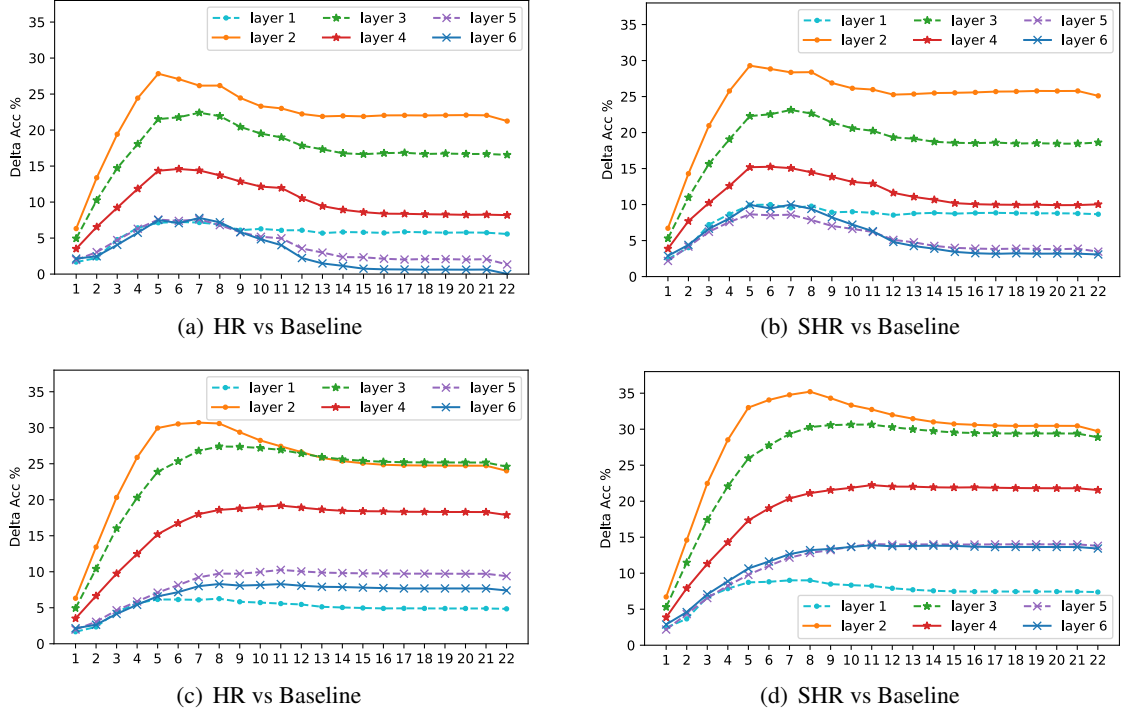 layer 1 layer 3 layer 5
layer 2 layer 4 layer 6
Delta Acc %
35
30
25
20
15
10
5
0
1 2 3 4 5 6 7 8 9 10 11 12 13 14 15 16 17 18 19 20 21 22
(a) HR vs Baseline
layer 1 layer 3 layer 5
layer 2 layer 4 layer 6
Delta Acc %
35
30
25
20
15
10
5
0
1 2 3 4 5 6 7 8 9 10 11 12 13 14 15 16 17 18 19 20 21 22
(b) SHR vs Baseline
layer 1 layer 3 layer 5
layer 2 layer 4 layer 6
Delta Acc %
35
30
25
20
15
10
5
0
1 2 3 4 5 6 7 8 9 10 11 12 13 14 15 16 17 18 19 20 21 22
(c) HR vs Baseline
Delta Acc %
35
30
25
20
15
10
5
0
layer 1 layer 3 layer 5
layer 2 layer 4 layer 6
1 2 3 4 5 6 7 8 9 10 11 12 13 14 15 16 17 18 19 20 21 22
(d) SHR vs Baseline